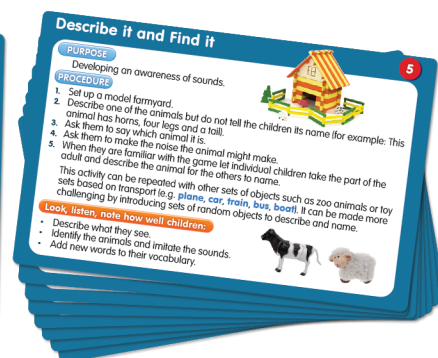 Describe it and Find it
5
PURPOSE
Developing an awareness of sounds.
PROCEDURE
1. Set up a model farmyard.
2. Describe one of the animals but do not tell the children its name (for example: This
animal has horns, four legs and a tail).
3. Ask them to say which animal it is.
4. Ask them to make the noise the animal might make.
5. When they are familiar with the game let individual children take the part of the
adult and describe the animal for the others to name.
This activity can be repeated with other sets of objects such as zoo animals or toy
sets based on transport (e.g. plane, car, train, bus, boat). It can be made more
challenging by introducing sets of random objects to describe and name.
Look, listen, note how well children:
• Describe what they see.
• Identify the animals and imitate the sounds.
• Add new words to their vocabulary.